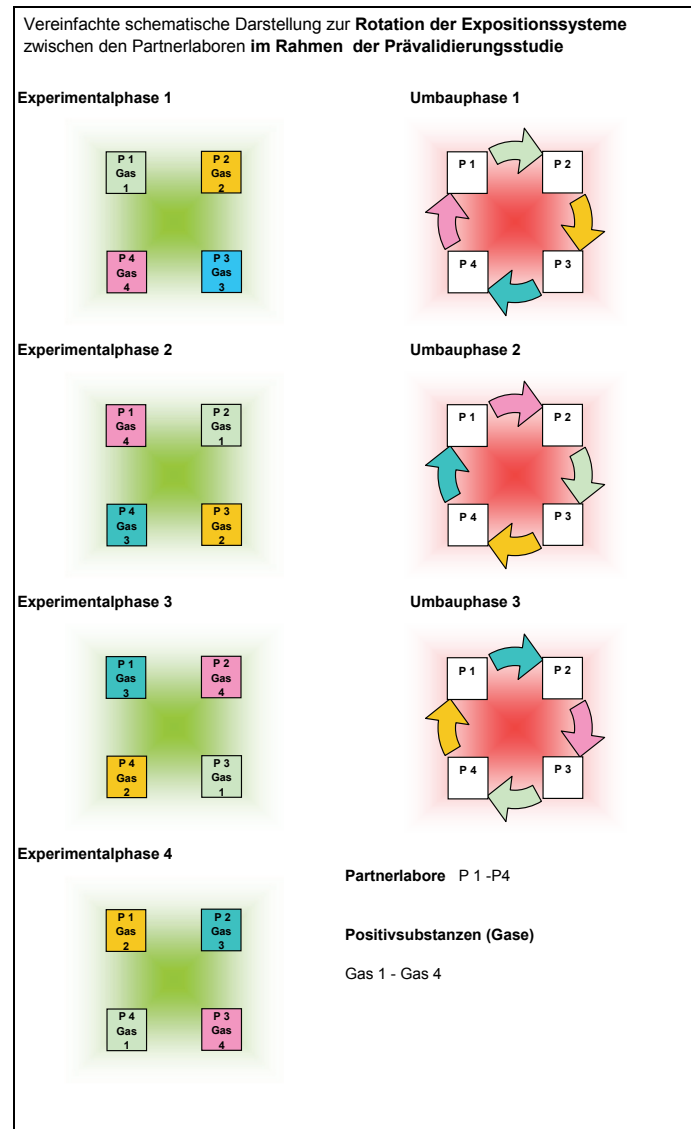 Vereinfachte schematische Darstellung zur Rotation der Expositionssysteme
zwischen den Partnerlaboren im Rahmen der Prävalidierungsstudie
Experimentalphase 1
P 1
Gas
1
P 2
Gas
2
P 4
Gas
4
P 3
Gas
3
Umbauphase 1
P 1
P 2
P 4
P 3
Experimentalphase 2
P 1
Gas
4
P 2
Gas
1
P 4
Gas
3
P 3
Gas
2
Umbauphase 2
P 1
P 2
P 4
P 3
Experimentalphase 3
P 1
Gas
3
P 2
Gas
4
P 4
Gas
2
P 3
Gas
1
Umbauphase 3
P 1
P 2
P 4
P 3
Experimentalphase 4
P 1
Gas
2
P 2
Gas
3
P 4
Gas
1
P 3
Gas
4
Partnerlabore P 1 -P4
Positivsubstanzen (Gase)
Gas 1 - Gas 4